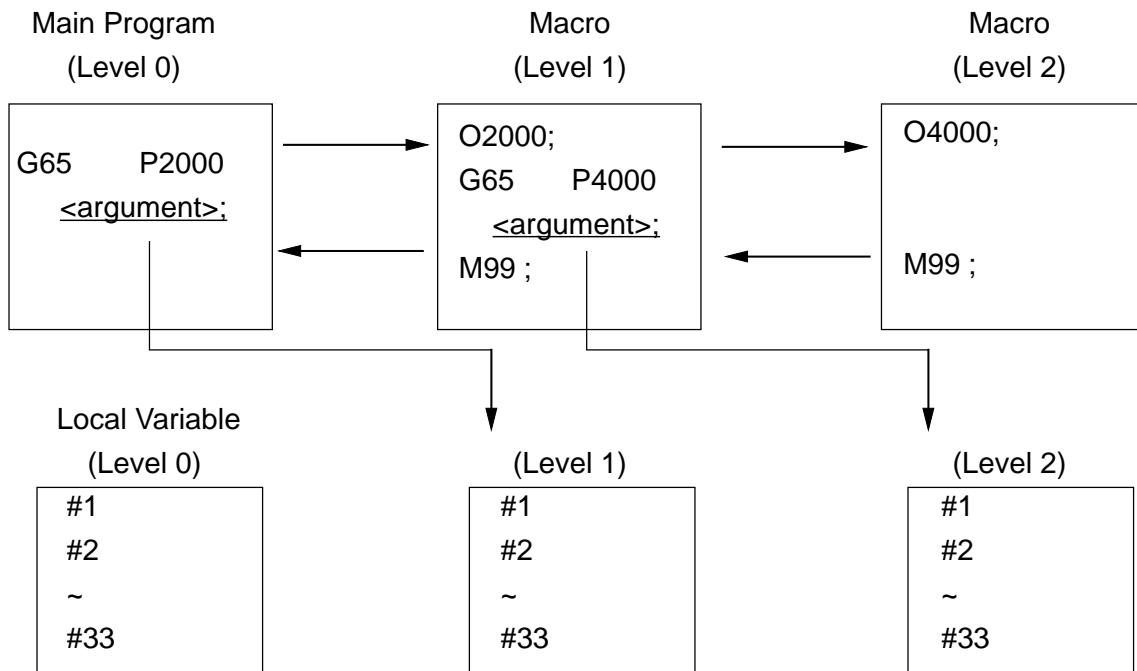 Main Program
(Level 0)
Macro
(Level 1)
Macro
(Level 2)
G65 P2000
<argument>;
O2000;
G65 P4000
<argument>;
M99 ;
O4000;
M99 ;
Local Variable
(Level 0)
(Level 1)
(Level 2)
#1
#2
~
#33
#1
#2
~
#33
#1
#2
~
#33